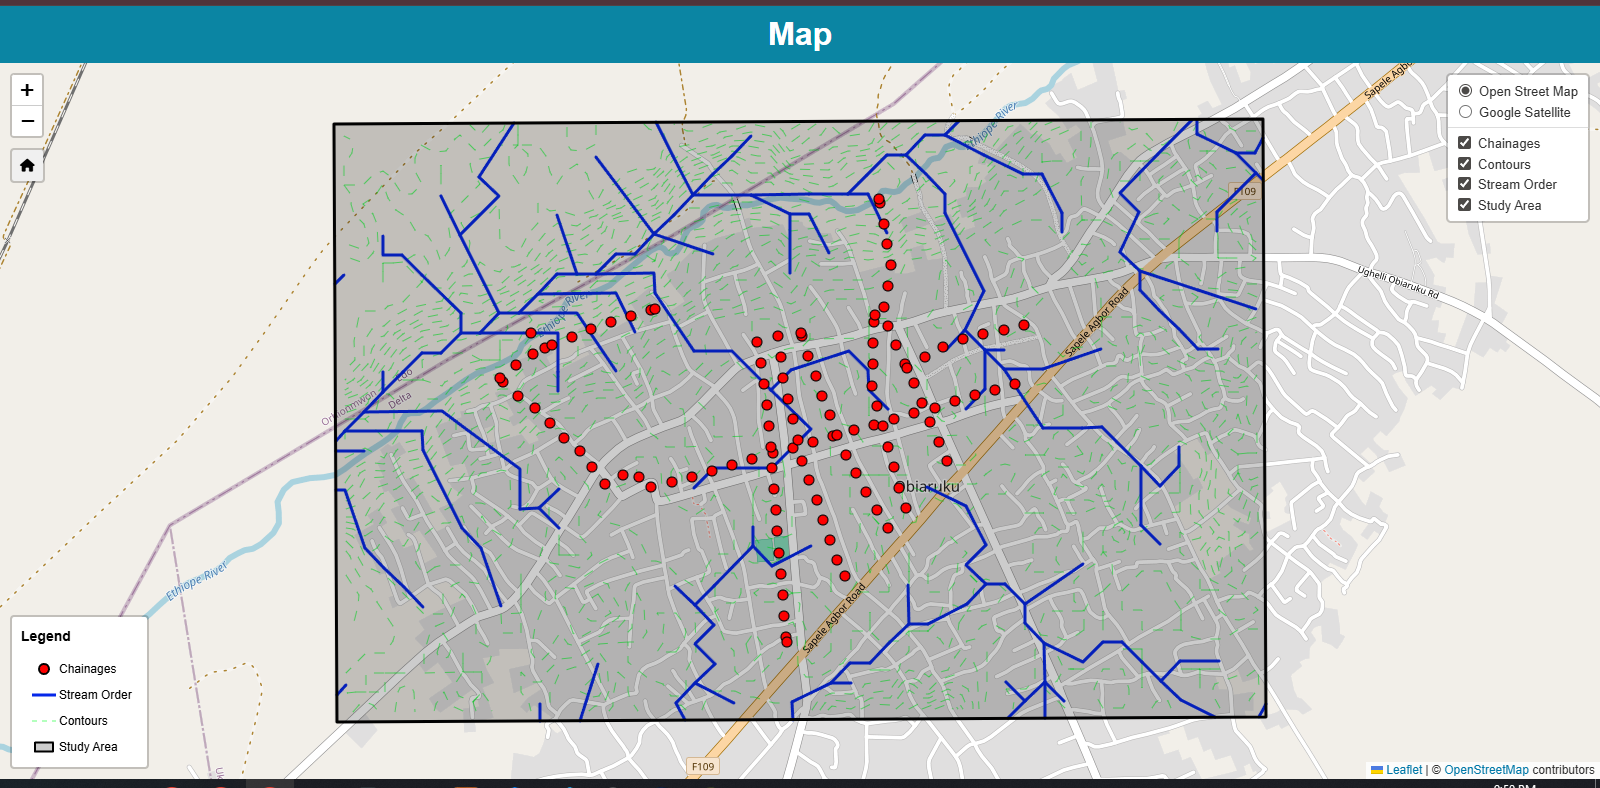 Map
+
−
Open Street Map
Google Satellite
Chainages
Contours
Stream Order
Study Area
Sapele Agbo
Ethiope River
F109
Ughelli Obiaruku Rd
Sapele Agbor Road
Ethiope River
Edo
Delta
Orhionmwon
Obiaruku
Ethiope River
Sapele Agbor Road
F109
Uk
Legend
Chainages
Stream Order
Contours
Study Area
Leaflet | © OpenStreetMap contributors